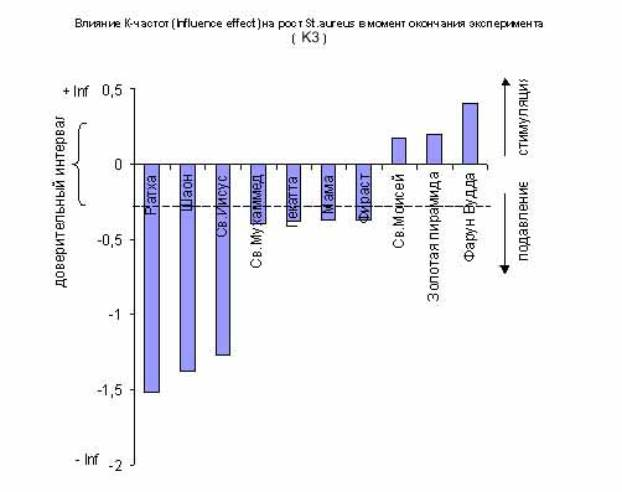 Влияние К-частот (Influence effect) на рост St.aureus в момент окончания эксперимента
( К3 )
+ Inf
0,5
0
-0,5
-1
-1,5
- Inf
-2
доверительный интервал
стимуляция
подавление
Ратха
Шаон
Св.Иисус
Св.Мухаммед
Пекатта
Мама
Фираст
Св.Моисей
Золотая пирамида
Фарун Вудда